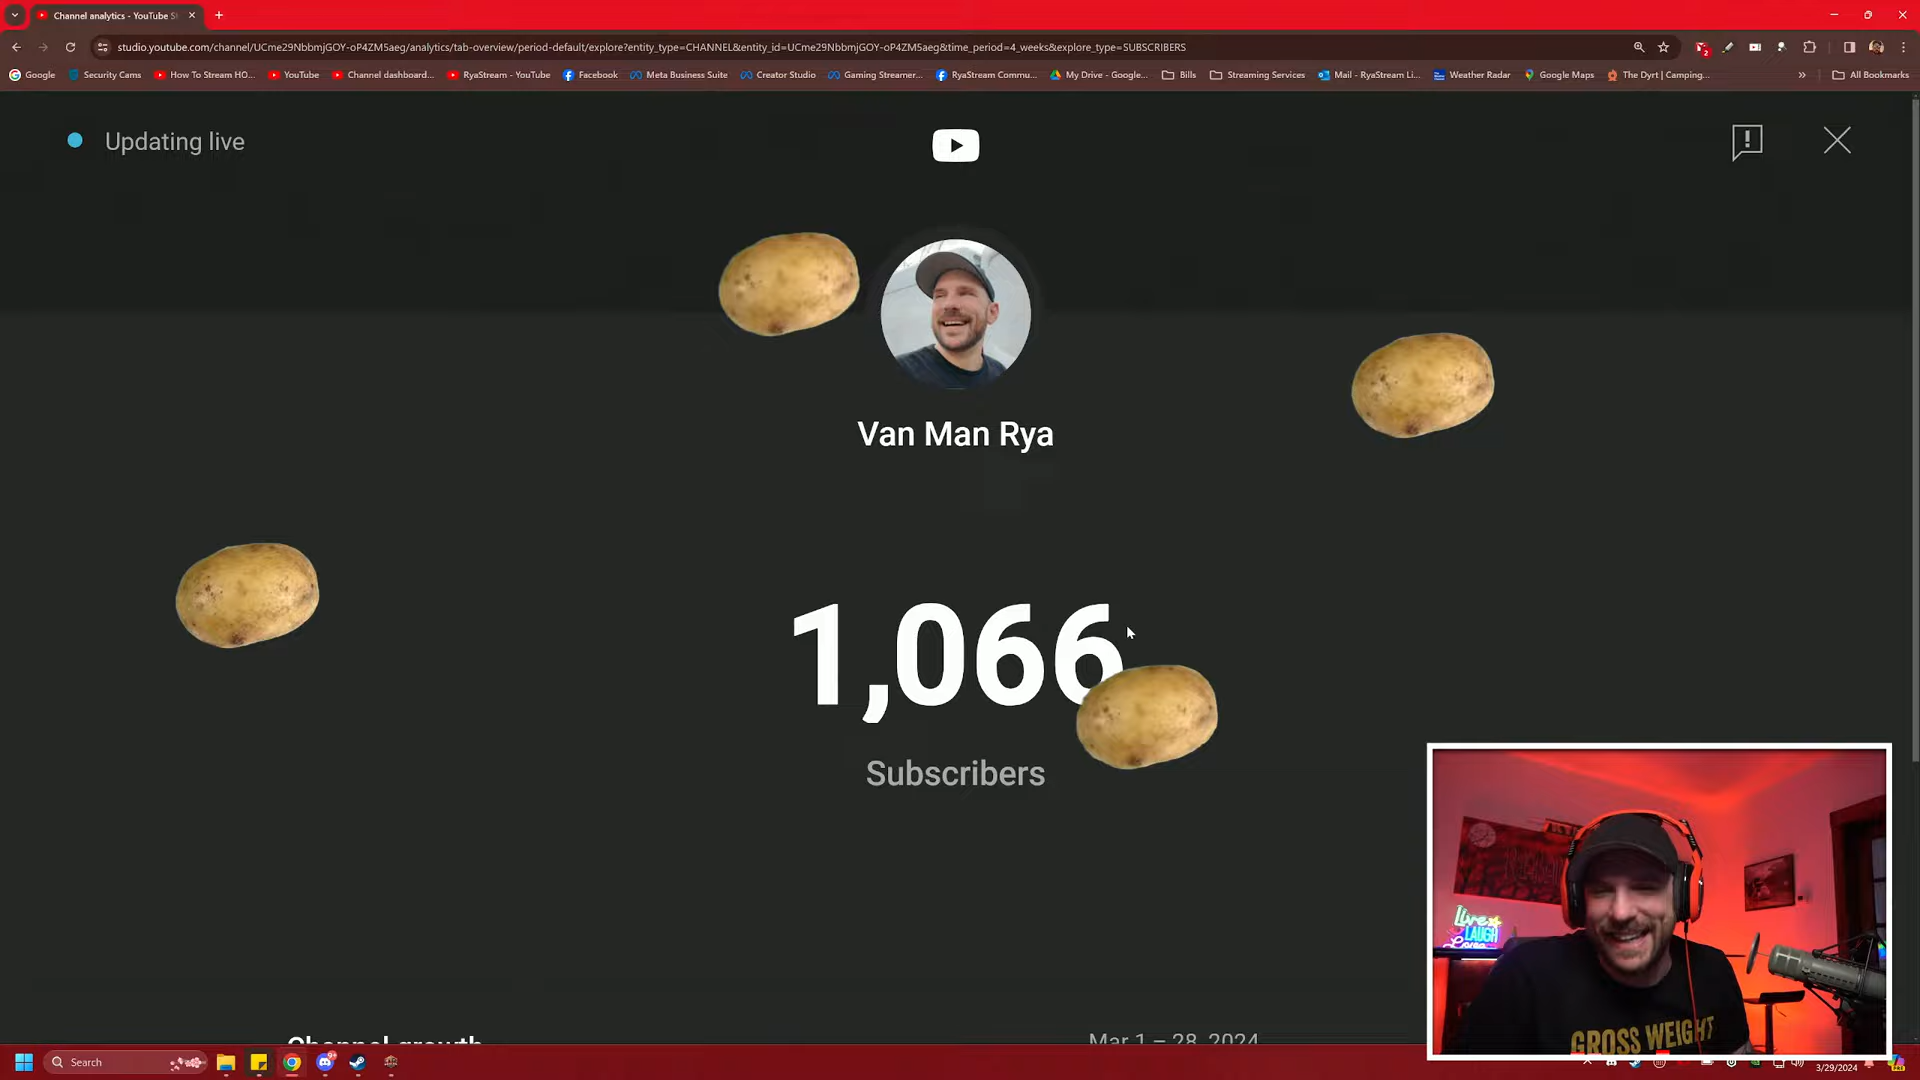 Channel analytics - YouTube S
studio.youtube.com/channel/UCme29NbbmjGOY-oP4ZM5aeg/analytics/tab-overview/period-default/explore?entity_type=CHANNEL&entity_id=UCme29NbbmjGOY-oP4ZM5aeg&time_period=4_weeks&explore_type=SUBSCRIBERS
Google Security Cams How To Stream HO... YouTube Channel dashboard... RyaStream - YouTube Facebook Meta Business Suite Creator Studio Gaming Streamer... RyaStream Commu... My Drive - Google... Bills Streaming Services Mail - RyaStream Li... Weather Radar Google Maps The Dyrt | Camping... » All Bookmarks
Updating live
Van Man Rya
1,066
Subscribers
Live
LAUGH
GROSS WEIGHT
Channel growth
Mar 1 – 28, 2024
Search
3/29/2024